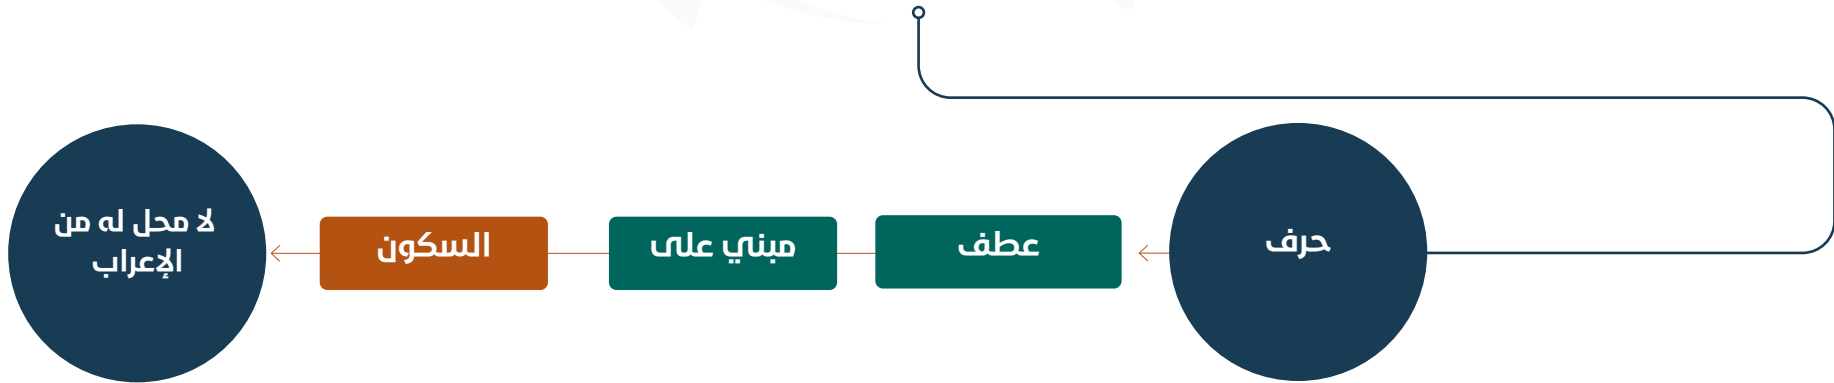 حرف
عطف
مبني على
السكون
لا محل له من
الإعراب